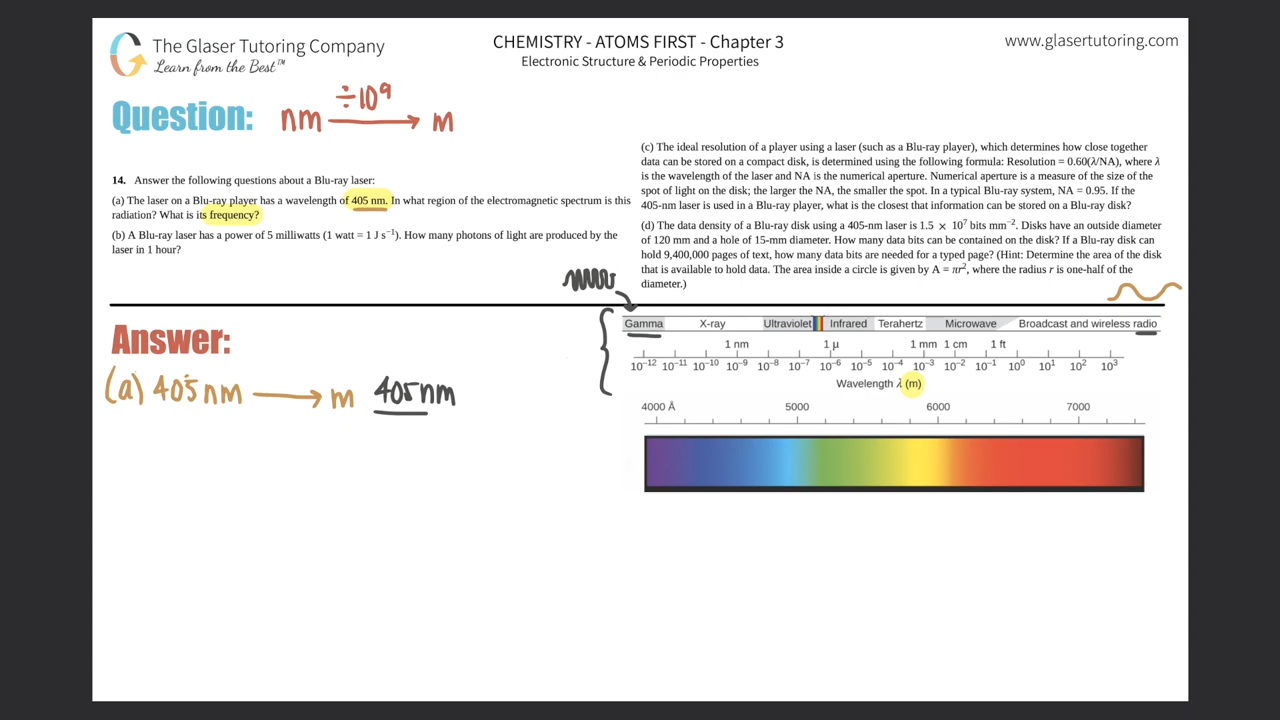 The Glaser Tutoring Company
Learn from the Best™
CHEMISTRY - ATOMS FIRST - Chapter 3
Electronic Structure & Periodic Properties
www.glasertutoring.com
Question:
nm ÷10⁹ → m
14. Answer the following questions about a Blu-ray laser:
(a) The laser on a Blu-ray player has a wavelength of 405 nm. In what region of the electromagnetic spectrum is this
radiation? What is its frequency?
(b) A Blu-ray laser has a power of 5 milliwatts (1 watt = 1 J s⁻¹). How many photons of light are produced by the
laser in 1 hour?
(c) The ideal resolution of a player using a laser (such as a Blu-ray player), which determines how close together
data can be stored on a compact disk, is determined using the following formula: Resolution = 0.60(λ/NA), where λ
is the wavelength of the laser and NA is the numerical aperture. Numerical aperture is a measure of the size of the
spot of light on the disk; the larger the NA, the smaller the spot. In a typical Blu-ray system, NA = 0.95. If the
405-nm laser is used in a Blu-ray player, what is the closest that information can be stored on a Blu-ray disk?
(d) The data density of a Blu-ray disk using a 405-nm laser is 1.5 × 10⁷ bits mm⁻². Disks have an outside diameter
of 120 mm and a hole of 15-mm diameter. How many data bits can be contained on the disk? If a Blu-ray disk can
hold 9,400,000 pages of text, how many data bits are needed for a typed page? (Hint: Determine the area of the disk
that is available to hold data. The area inside a circle is given by A = πr², where the radius r is one-half of the
diameter.)
Answer:
(a) 405 nm → m 405 nm
Gamma X-ray Ultraviolet Infrared Terahertz Microwave Broadcast and wireless radio
1 nm 1 µ 1 mm 1 cm 1 ft
10⁻¹² 10⁻¹¹ 10⁻¹⁰ 10⁻⁹ 10⁻⁸ 10⁻⁷ 10⁻⁶ 10⁻⁵ 10⁻⁴ 10⁻³ 10⁻² 10⁻¹ 10⁰ 10¹ 10² 10³
Wavelength λ (m)
4000 Å 5000 6000 7000